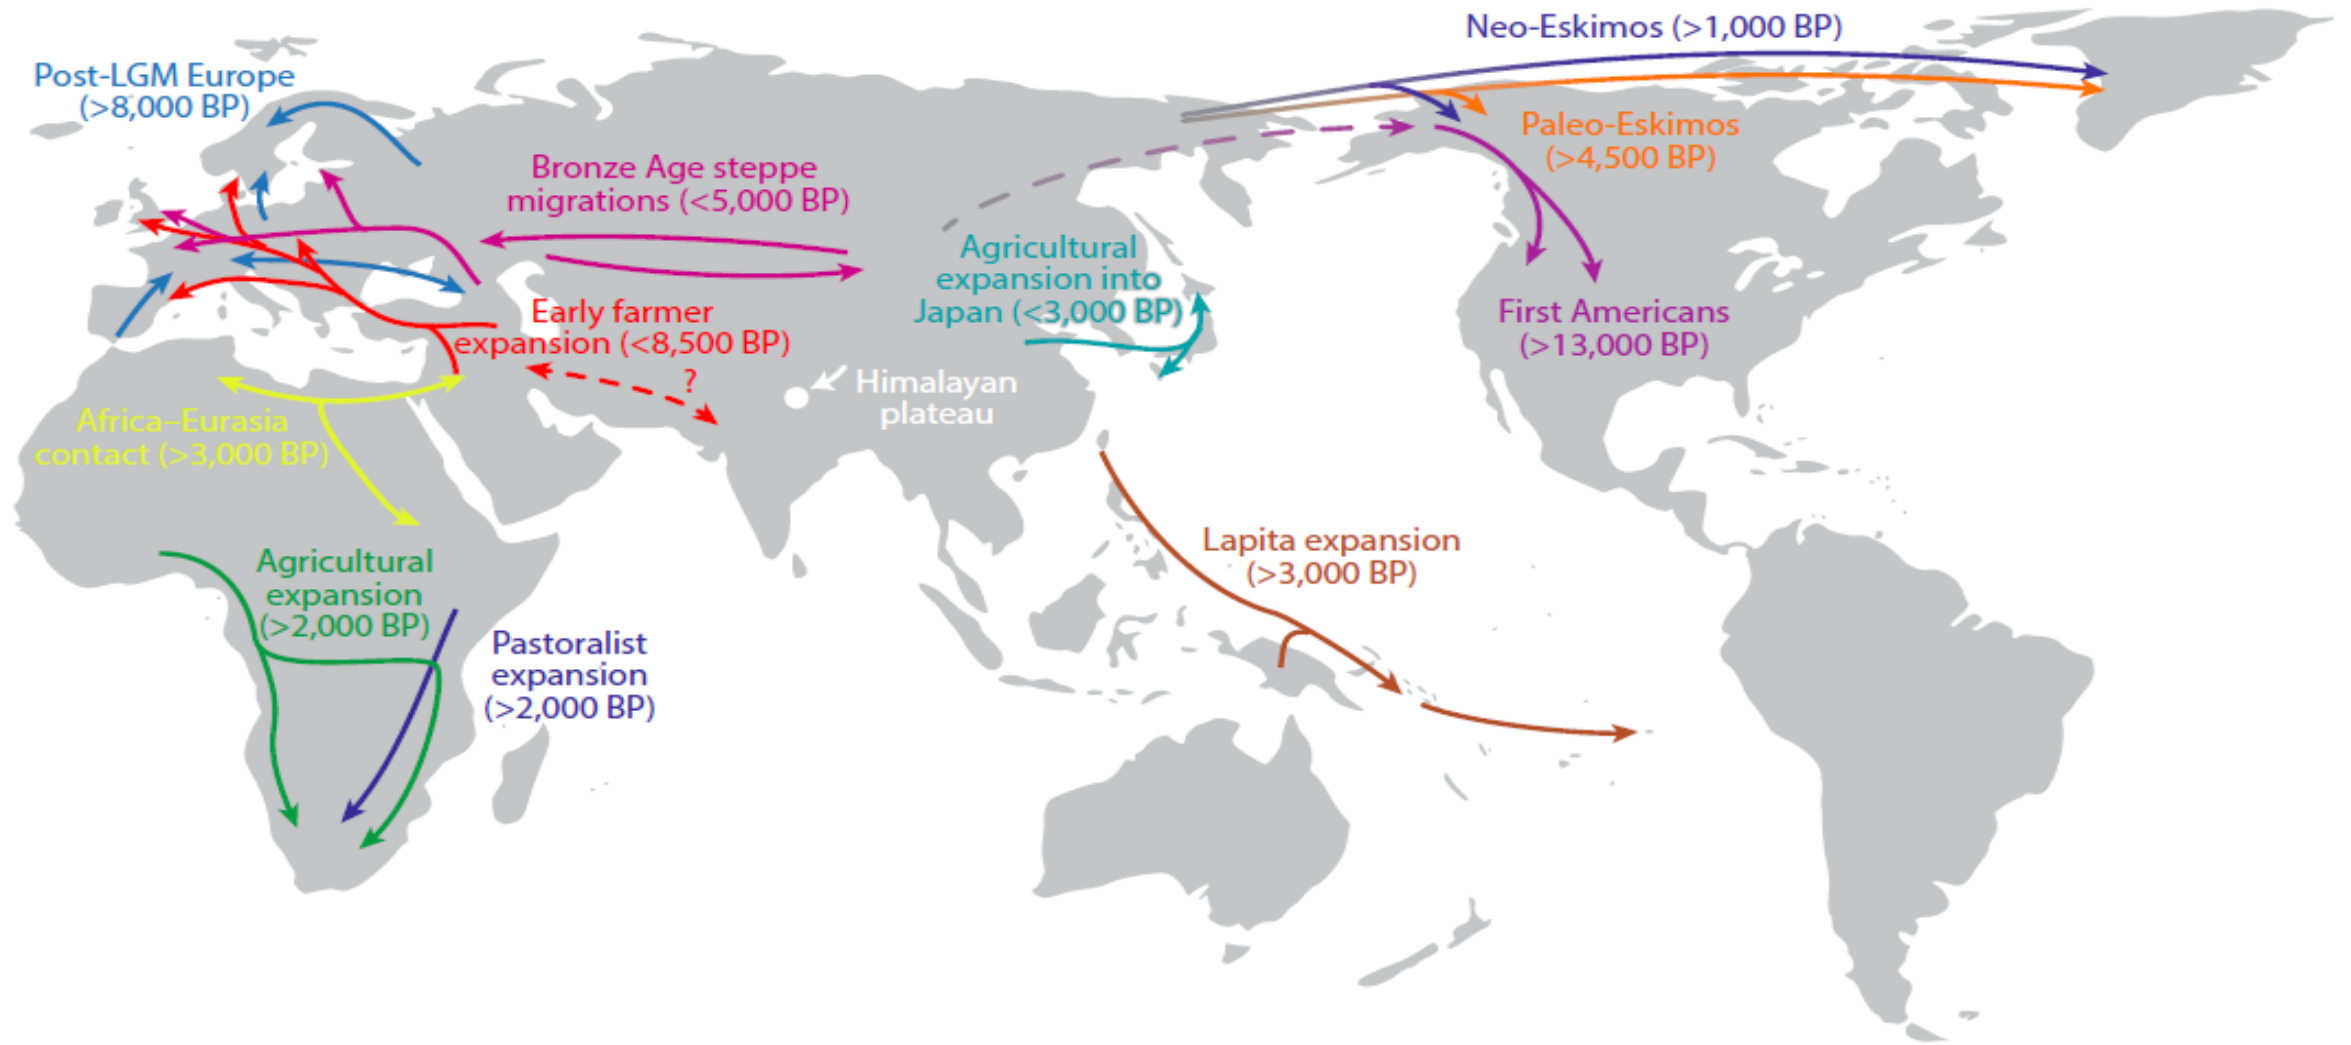 Neo-Eskimos (>1,000 BP)
Post-LGM Europe
(>8,000 BP)
Paleo-Eskimos
(>4,500 BP)
Bronze Age steppe
migrations (<5,000 BP)
Agricultural
expansion into
Japan (<3,000 BP)
First Americans
(>13,000 BP)
Early farmer
expansion (<8,500 BP)
?
Himalayan
plateau
Africa–Eurasia
contact (>3,000 BP)
Lapita expansion
(>3,000 BP)
Agricultural
expansion
(>2,000 BP)
Pastoralist
expansion
(>2,000 BP)